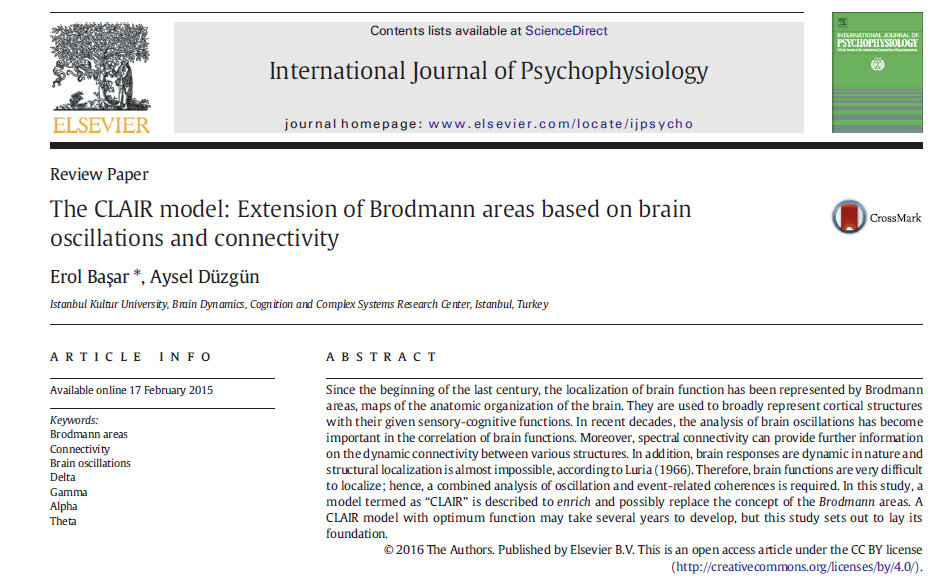 Contents lists available at ScienceDirect
International Journal of Psychophysiology
journal homepage: www.elsevier.com/locate/ijpsycho
ELSEVIER
INTERNATIONAL JOURNAL OF
PSYCHOPHYSIOLOGY
Review Paper
The CLAIR model: Extension of Brodmann areas based on brain
oscillations and connectivity
CrossMark
Erol Başar *, Aysel Düzgün
Istanbul Kultur University, Brain Dynamics, Cognition and Complex Systems Research Center, Istanbul, Turkey
ARTICLE INFO
Available online 17 February 2015
Keywords:
Brodmann areas
Connectivity
Brain oscillations
Delta
Gamma
Alpha
Theta
ABSTRACT
Since the beginning of the last century, the localization of brain function has been represented by Brodmann
areas, maps of the anatomic organization of the brain. They are used to broadly represent cortical structures
with their given sensory-cognitive functions. In recent decades, the analysis of brain oscillations has become
important in the correlation of brain functions. Moreover, spectral connectivity can provide further information
on the dynamic connectivity between various structures. In addition, brain responses are dynamic in nature and
structural localization is almost impossible, according to Luria (1966). Therefore, brain functions are very difficult
to localize; hence, a combined analysis of oscillation and event-related coherences is required. In this study, a
model termed as “CLAIR” is described to enrich and possibly replace the concept of the Brodmann areas. A
CLAIR model with optimum function may take several years to develop, but this study sets out to lay its
foundation.
© 2016 The Authors. Published by Elsevier B.V. This is an open access article under the CC BY license
(http://creativecommons.org/licenses/by/4.0/).